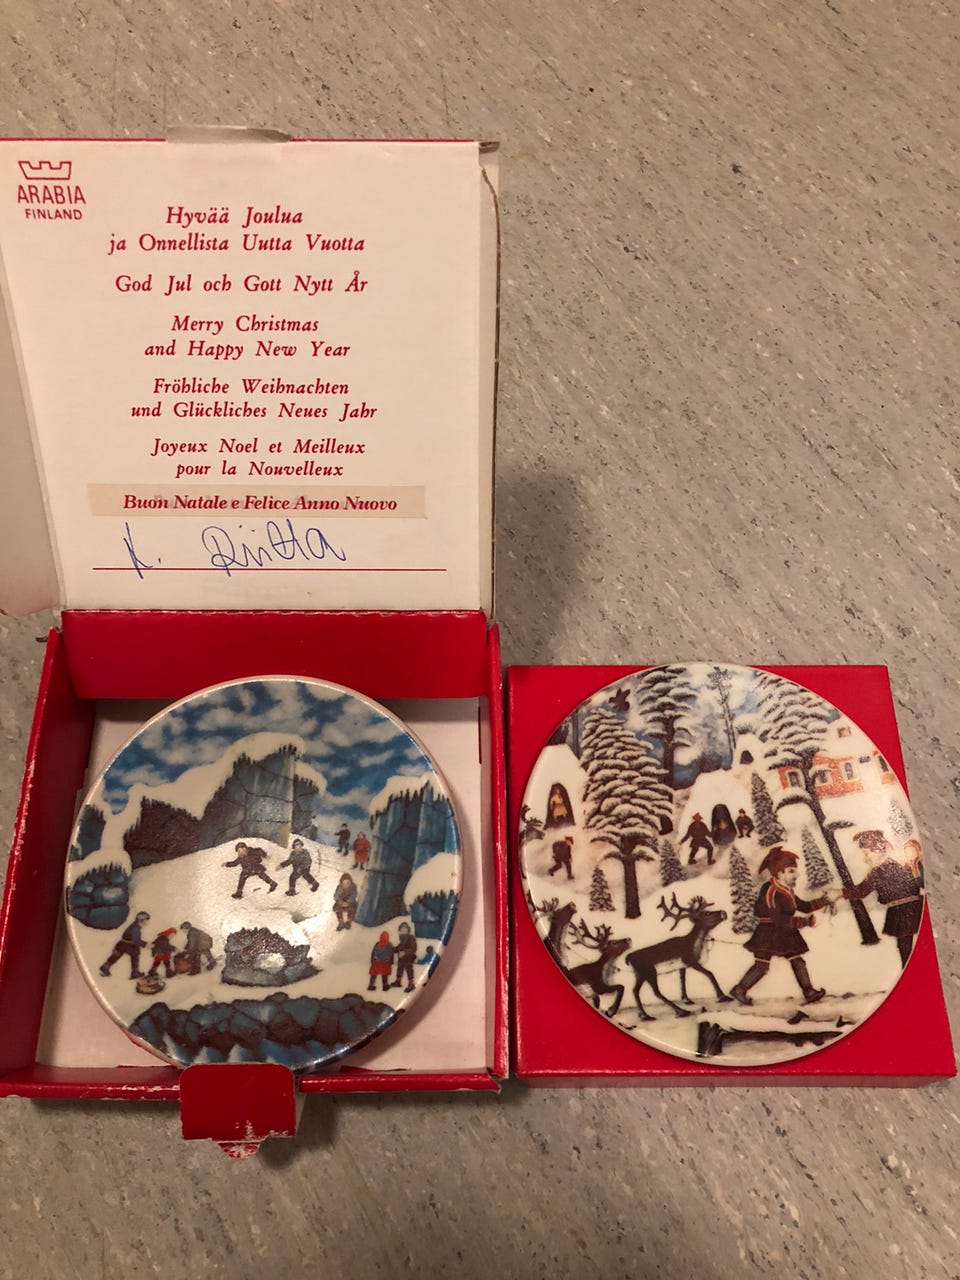 ARABIA
FINLAND
Hyvää Joulua
ja Onnellista Uutta Vuotta
God Jul och Gott Nytt År
Merry Christmas
and Happy New Year
Fröhliche Weihnachten
und Glückliches Neues Jahr
Joyeux Noel et Meilleux
pour la Nouvelleux
Buon Natale e Felice Anno Nuovo
K. Riitta